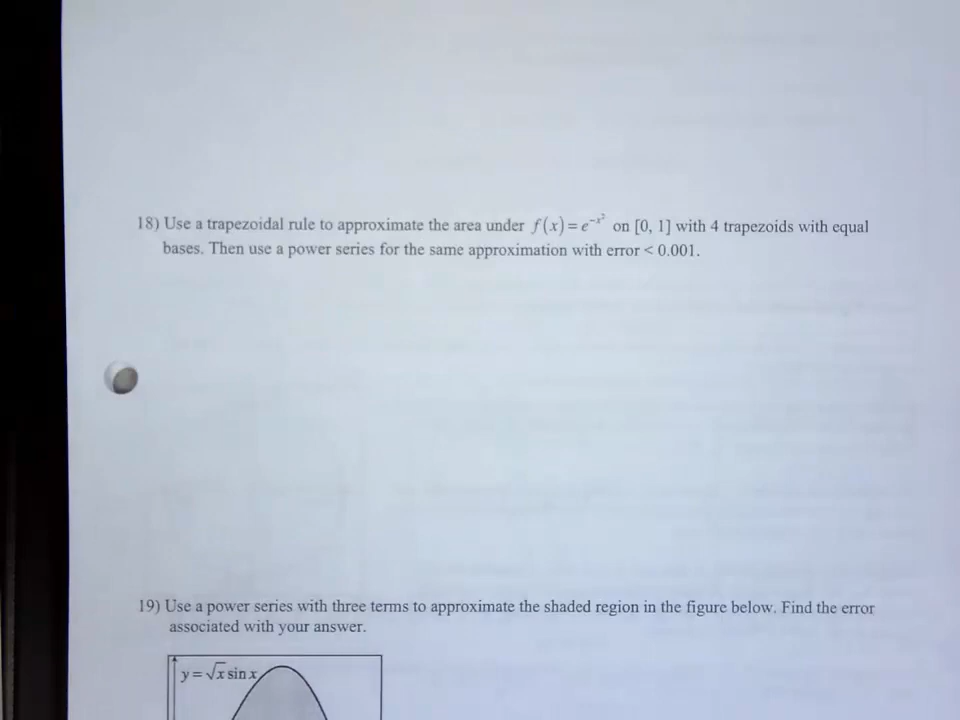 18) Use a trapezoidal rule to approximate the area under f(x) = e^{-x^2} on [0, 1] with 4 trapezoids with equal
bases. Then use a power series for the same approximation with error < 0.001.
19) Use a power series with three terms to approximate the shaded region in the figure below. Find the error
associated with your answer.
y = √x sin x